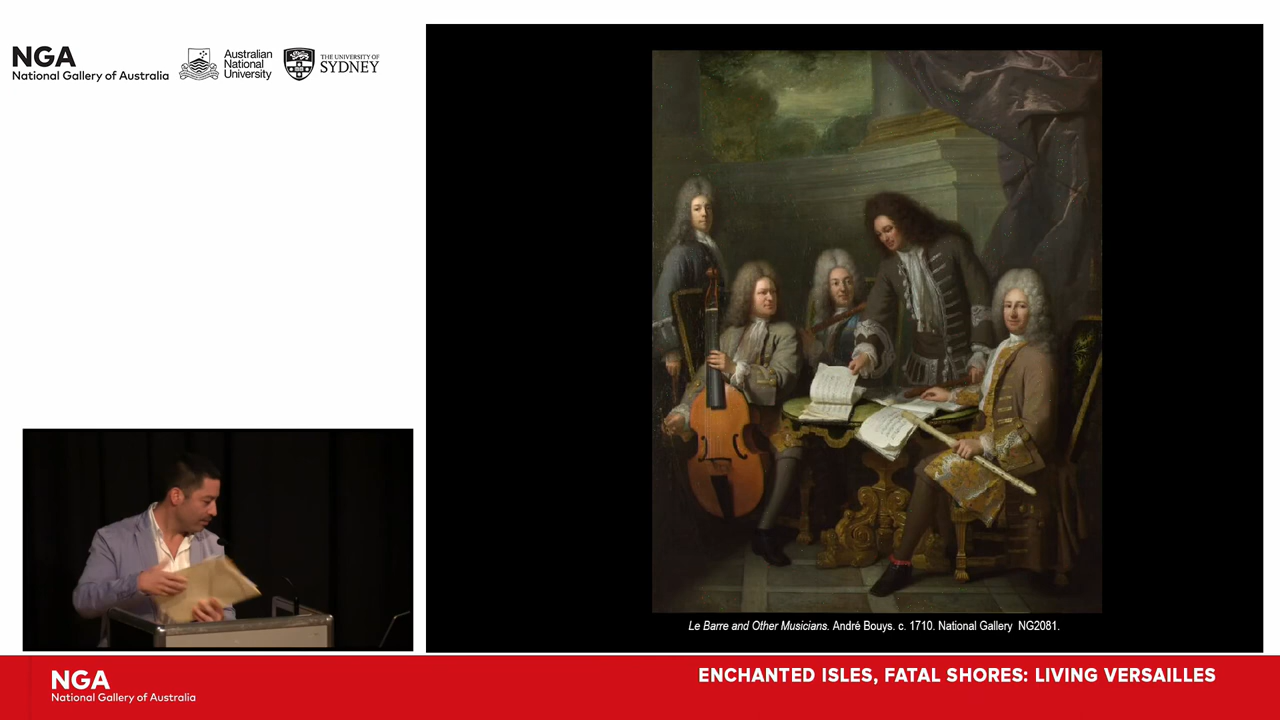 NGA
National Gallery of Australia
Australian
National
University
THE UNIVERSITY OF
SYDNEY
Le Barre and Other Musicians. André Bouys. c. 1710. National Gallery NG2081.
NGA
National Gallery of Australia
ENCHANTED ISLES, FATAL SHORES: LIVING VERSAILLES